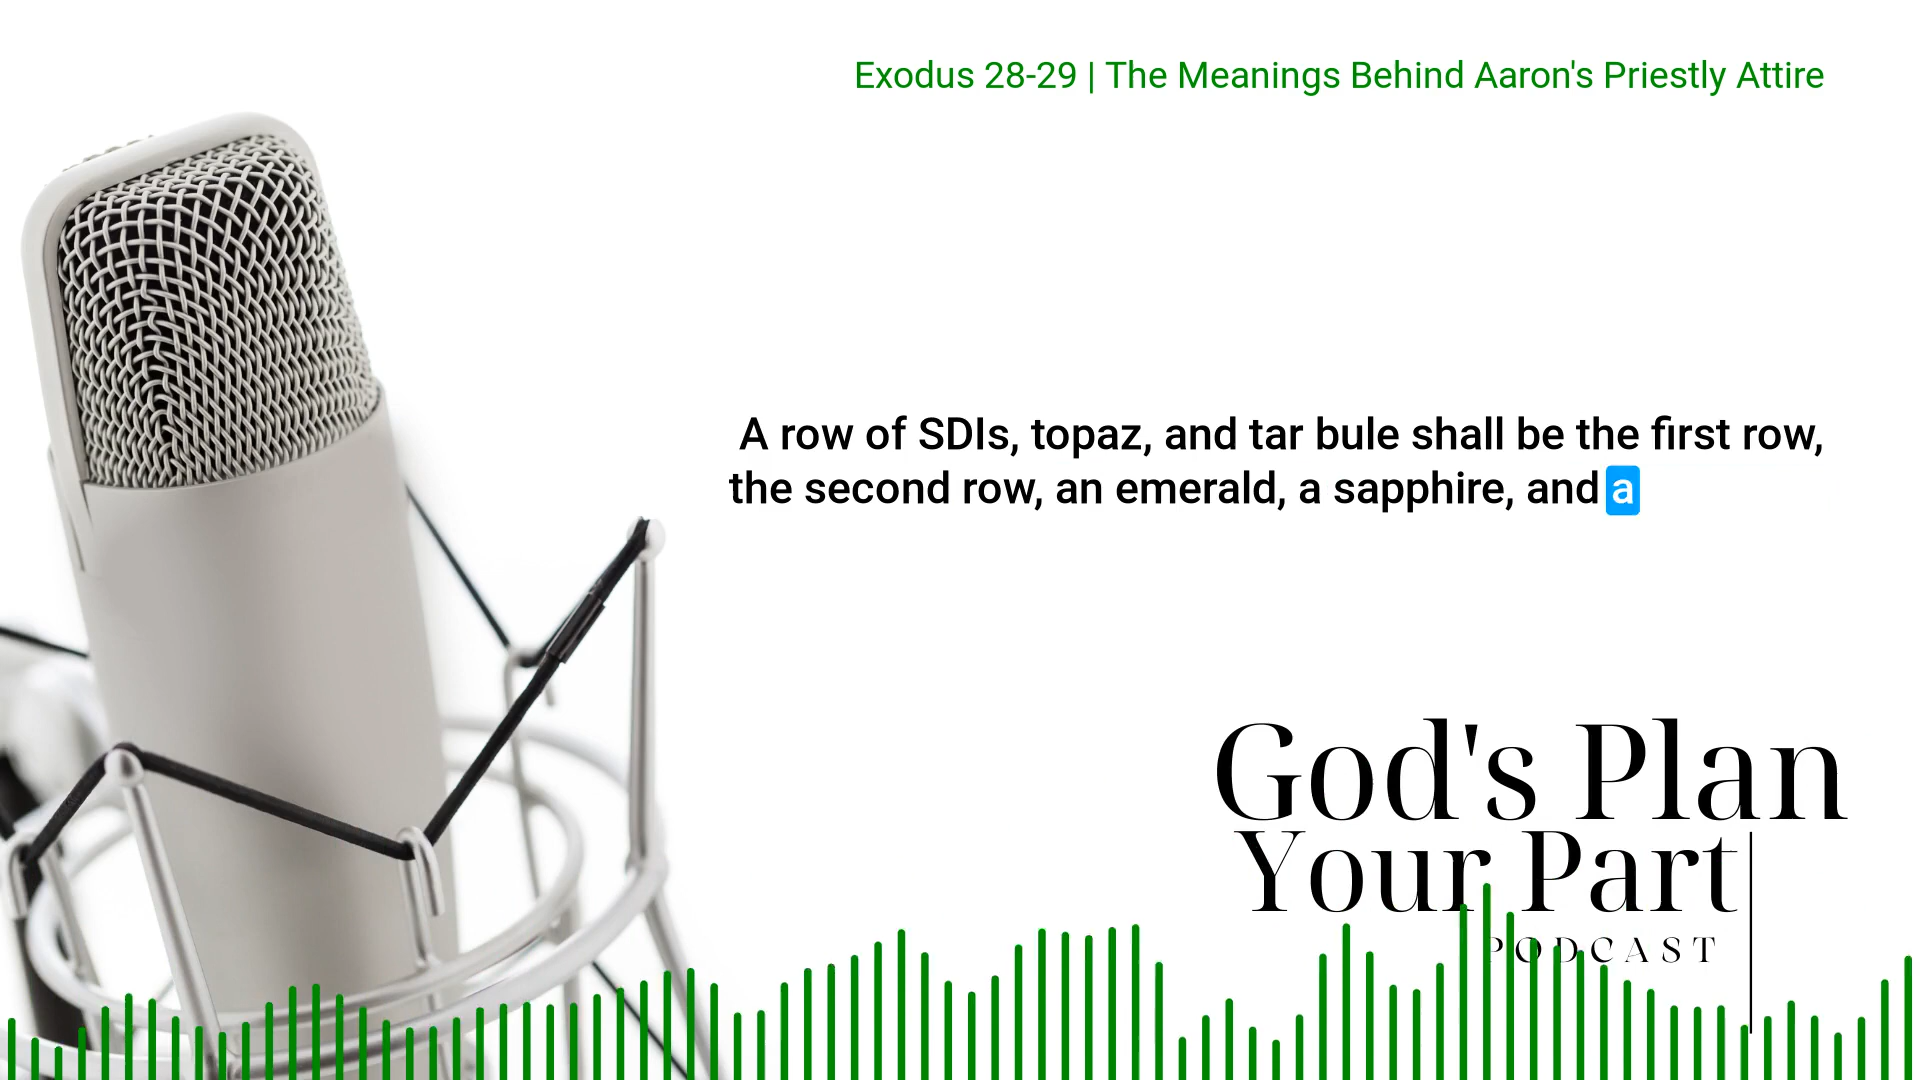 Exodus 28-29 | The Meanings Behind Aaron's Priestly Attire
A row of SDIs, topaz, and tar bule shall be the first row,
the second row, an emerald, a sapphire, and a
God's Plan
Your Part
PODCAST